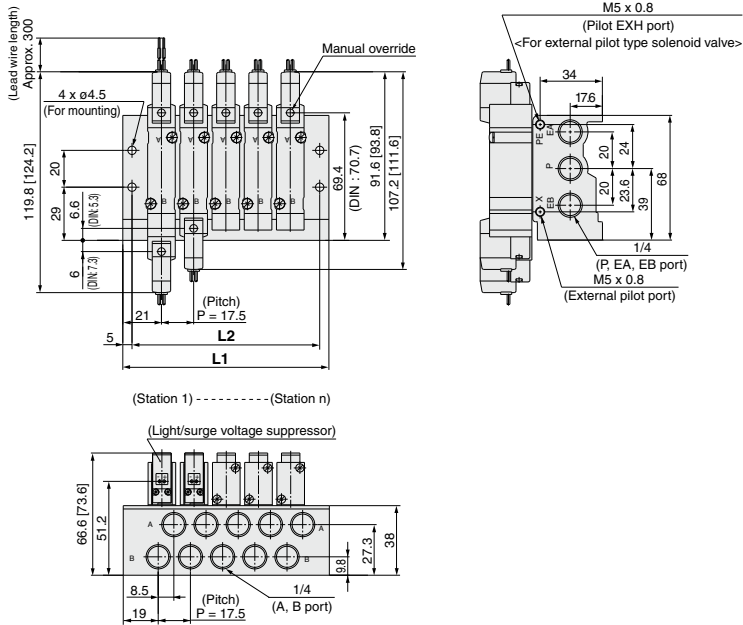 (Lead wire length)
Approx. 300
Manual override
4 x ø4.5
(For mounting)
A
A
B
B
B
B
B
119.8 [124.2]
20
29
6.6
(DIN:5.3)
6
(DIN:7.3)
69.4
(DIN : 70.7)
91.6 [93.8]
107.2 [111.6]
21
(Pitch)
P = 17.5
5
L2
L1
M5 x 0.8
(Pilot EXH port)
<For external pilot type solenoid valve>
34
17.6
PE
EA
P
X
EB
20
24
20
23.6
39
68
1/4
(P, EA, EB port)
M5 x 0.8
(External pilot port)
(Station 1) - - - - - - - - - - (Station n)
(Light/surge voltage suppressor)
66.6 [73.6]
51.2
A
A
B
B
9.8
27.3
38
8.5
19
(Pitch)
P = 17.5
1/4
(A, B port)